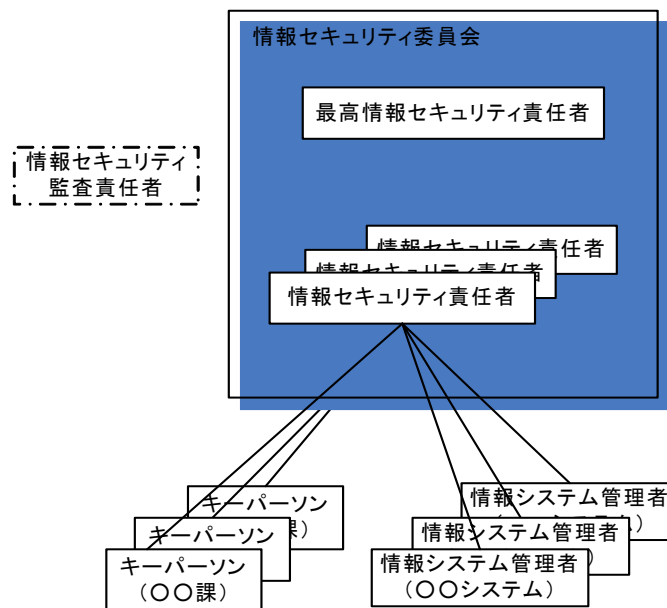 情報セキュリティ委員会
最高情報セキュリティ責任者
情報セキュリティ
監査責任者
情報セキュリティ責任者
情報セキュリティ責任者
情報セキュリティ責任者
キーパーソン
課）
キーパーソン
キーパーソン
（〇〇課）
情報システム管理者
情報システム管理者
）
情報システム管理者
（〇〇システム）